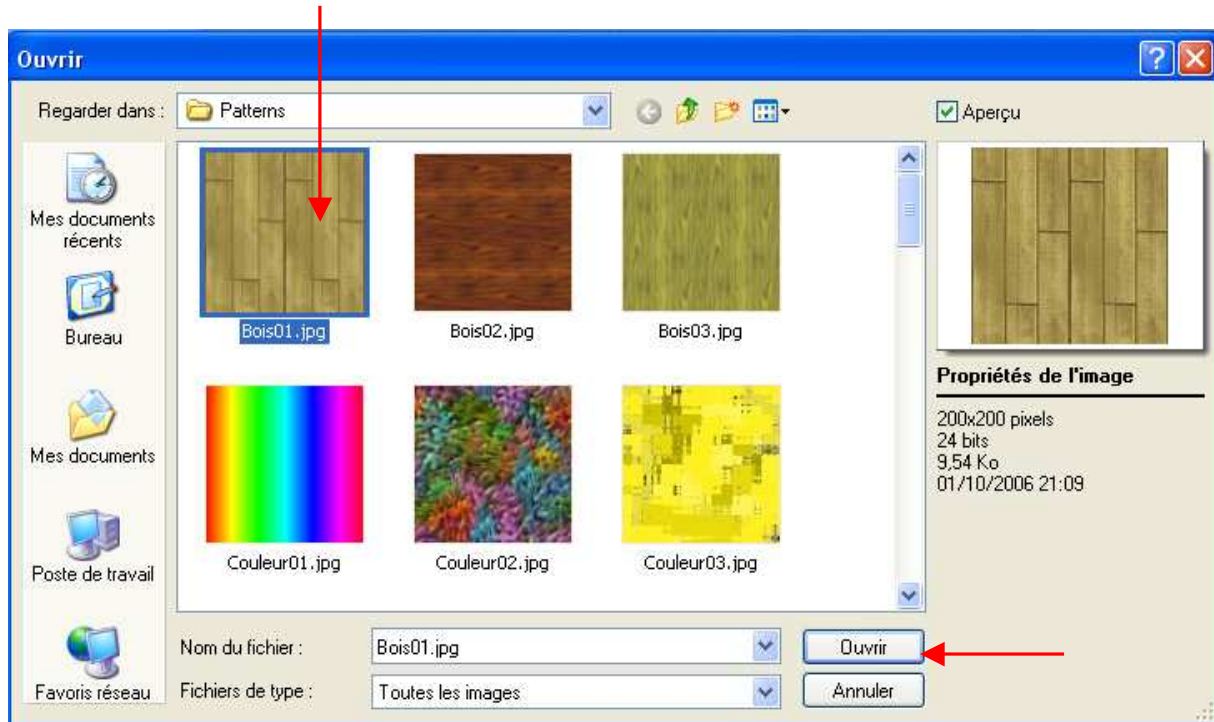 Ouvrir
Regarder dans :
Patterns
Aperçu
Mes documents
récents
Bureau
Mes documents
Poste de travail
Favoris réseau
Bois01.jpg
Bois02.jpg
Bois03.jpg
Couleur01.jpg
Couleur02.jpg
Couleur03.jpg
Propriétés de l'image
200x200 pixels
24 bits
9,54 Ko
01/10/2006 21:09
Nom du fichier :
Bois01.jpg
Ouvrir
Fichiers de type :
Toutes les images
Annuler